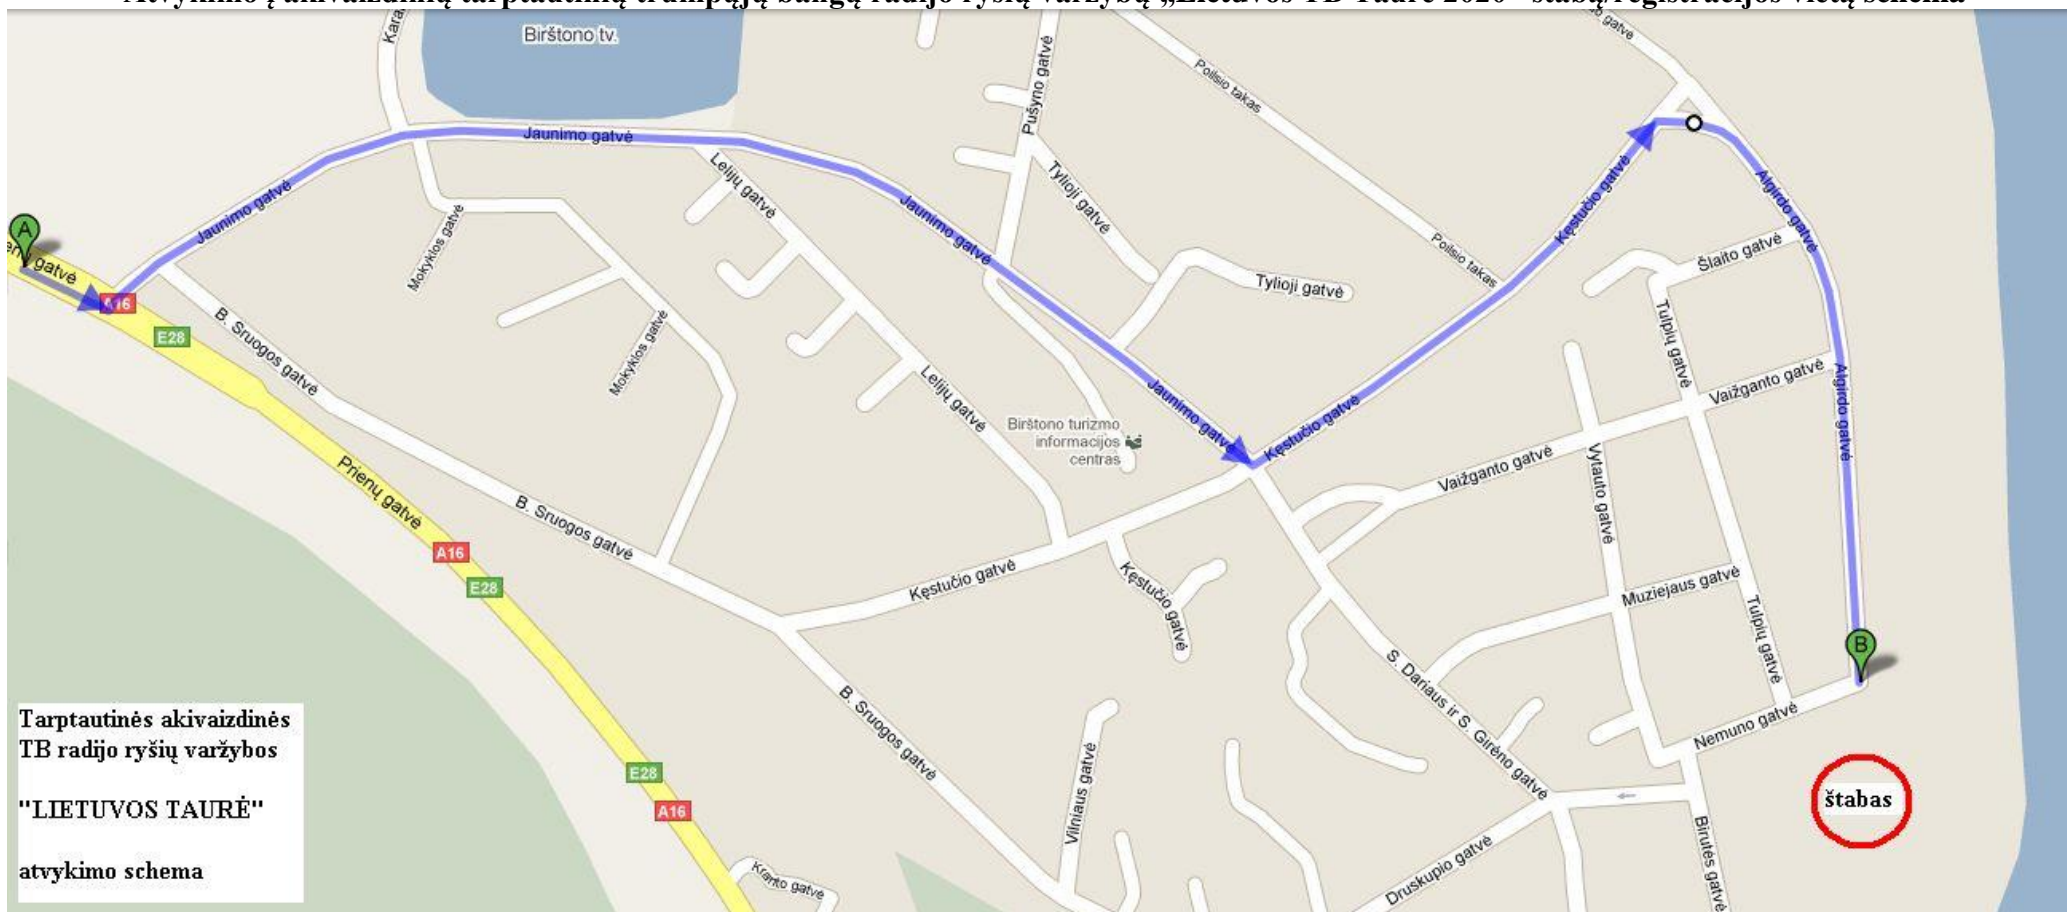 Birštono tv.
Pušyno gatvė
gatvė
Poilsio takas
Jaunimo gatvė
Lelijų gatvė
Tylioji gatvė
Kęstučio gatvė
Algirdo gatvė
Jaunimo gatvė
Mokyklos gatvė
Jaunimo gatvė
Poilsio takas
Šlaito gatvė
A
gatvė
A16
E28
B. Sruogos gatvė
Tylioji gatvė
Tulpių gatvė
Mokyklos gatvė
Lelijų gatvė
Jaunimo gatvė
Kęstučio gatvė
Vaižganto gatvė
Algirdo gatvė
Birštono turizmo
informacijos
centras
Prienų gatvė
B. Sruogos gatvė
Vaižganto gatvė
Vytauto gatvė
A16
E28
Kęstučio gatvė
Kęstučio gatvė
Muziejaus gatvė
Tulpių gatvė
B
B. Sruogos gatvė
S. Dariaus ir S. Girėno gatvė
Nemuno gatvė
Tarptautinės akivaizdinės
TB radijo ryšių varžybos
"LIETUVOS TAURĖ"
atvykimo schema
E28
A16
Vilniaus gatvė
štabas
Kranto gatvė
Druskupio gatvė
Birutės gatvė